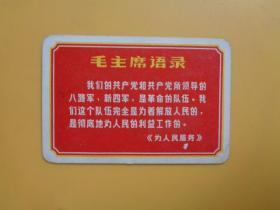 毛主席语录
我们的共产党和共产党所领导的
八路军、新四军，是革命的队伍。我
们这个队伍完全是为着解放人民的，
是彻底地为人民的利益工作的。
《为人民服务》